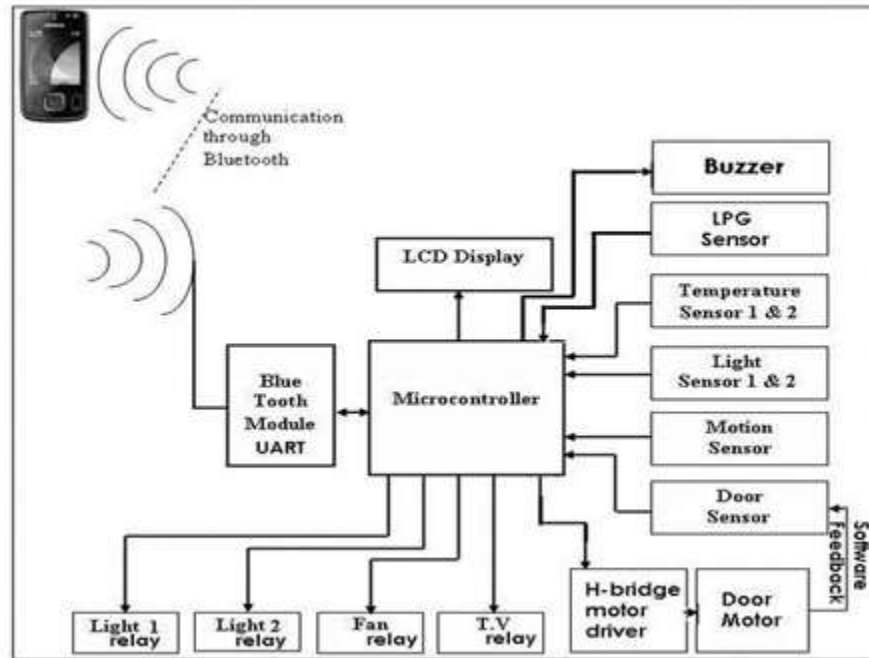 Communication
through
Bluetooth
Buzzer
LPG
Sensor
LCD Display
Temperature
Sensor 1 & 2
Blue
Tooth
Module
UART
Microcontroller
Light
Sensor 1 & 2
Motion
Sensor
Door
Sensor
Software
Feedback
Light 1
relay
Light 2
relay
Fan
relay
T.V
relay
H-bridge
motor
driver
Door
Motor